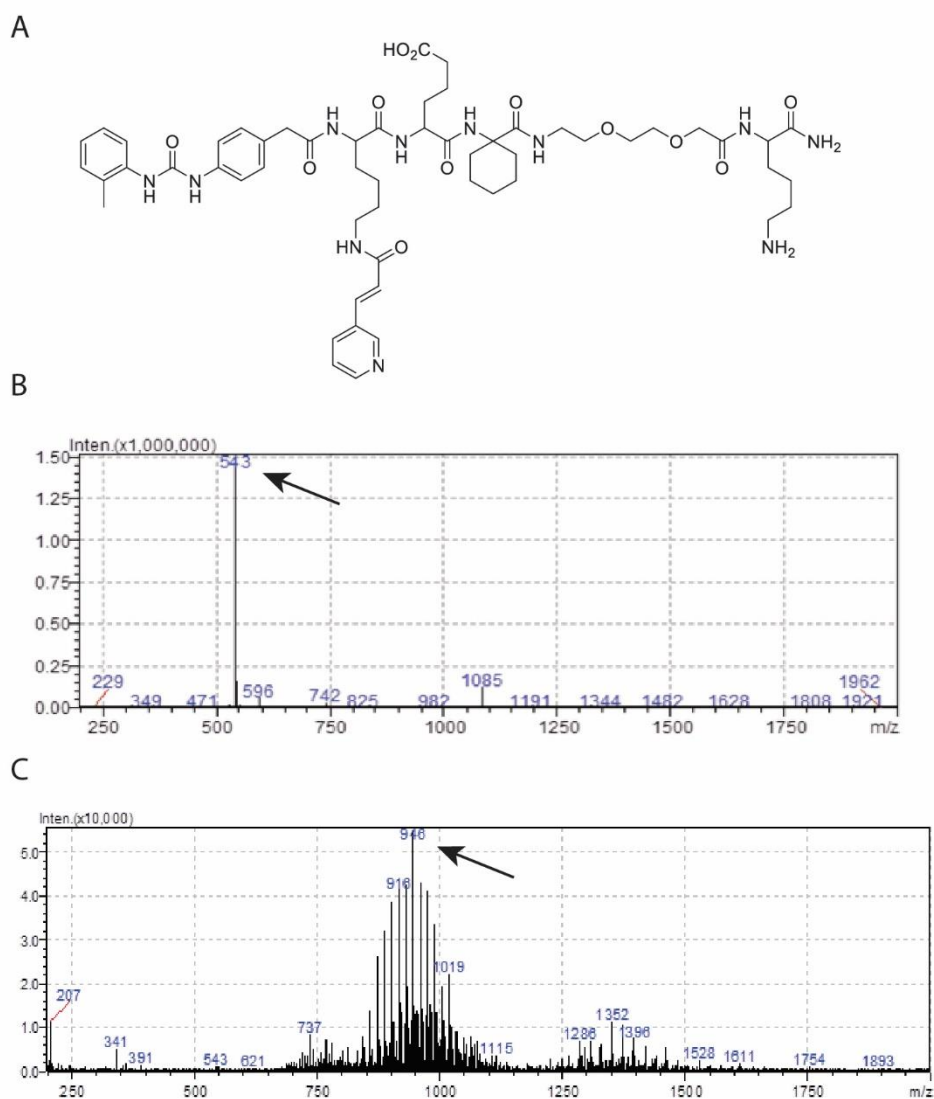 A
HO₂C
H O H O H O
N N N N
O O NH₂
O N N
H H
O O O
N N
H H
NH₂
HN O
N
B
Inten.(x1,000,000)
1.50 543
1.25
1.00
0.75
0.50
0.25 229 349 471 596 742 825 982 1085 1191 1344 1482 1628 1808 1962 1921
0.00
250 500 750 1000 1250 1500 1750 m/z
C
Inten.(x10,000)
946
5.0
916
4.0
3.0
1019
2.0
207
1352
1.0 341 391 543 621 737 1115 1286 1396 1528 1611 1754 1893
0.0
250 500 750 1000 1250 1500 1750 m/z